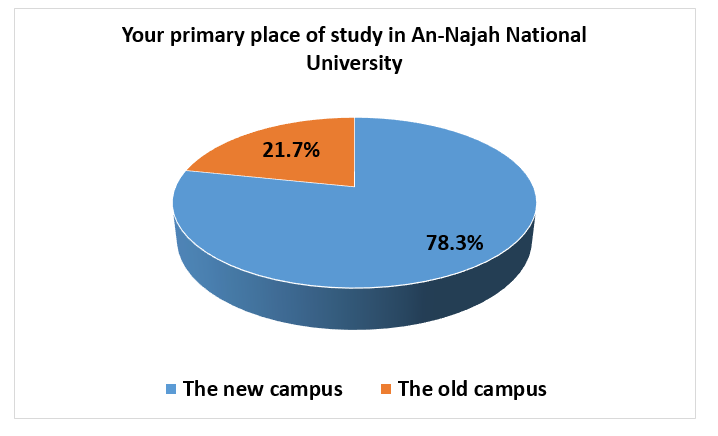 Your primary place of study in An-Najah National
University
21.7%
78.3%
The new campus
The old campus